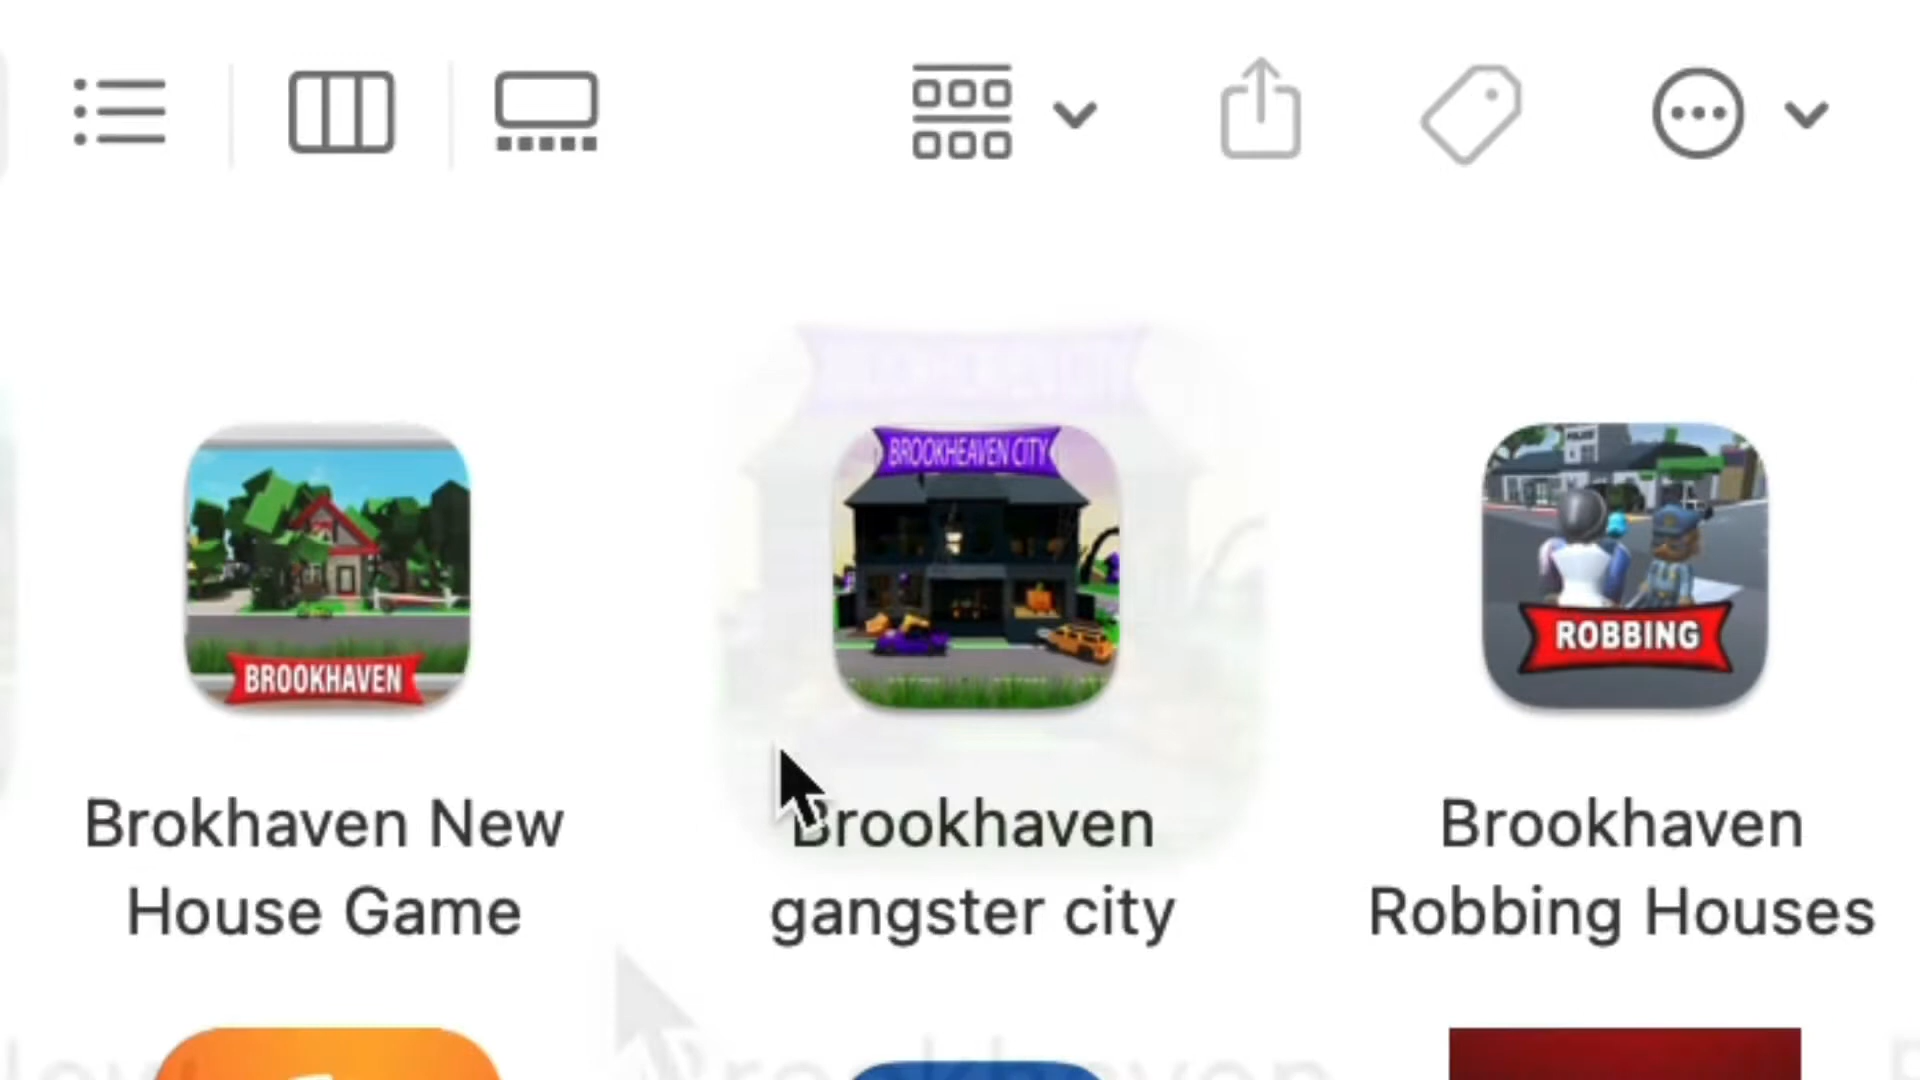 BROOKHEAVEN CITY
BROOKHAVEN
ROBBING
Brokhaven New
House Game
Brookhaven
gangster city
Brookhaven
Robbing Houses